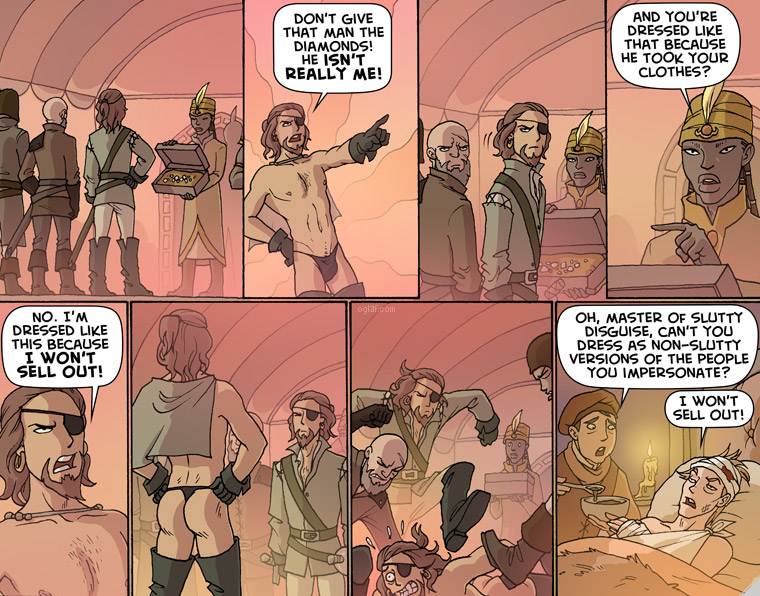 DON'T GIVE
THAT MAN THE
DIAMONDS!
HE ISN'T
REALLY ME!
AND YOU'RE
DRESSED LIKE
THAT BECAUSE
HE TOOK YOUR
CLOTHES?
NO. I'M
DRESSED LIKE
THIS BECAUSE
I WON'T
SELL OUT!
oglaf.com
OH, MASTER OF SLUTTY
DISGUISE, CAN'T YOU
DRESS AS NON-SLUTTY
VERSIONS OF THE PEOPLE
YOU IMPERSONATE?
I WON'T
SELL OUT!